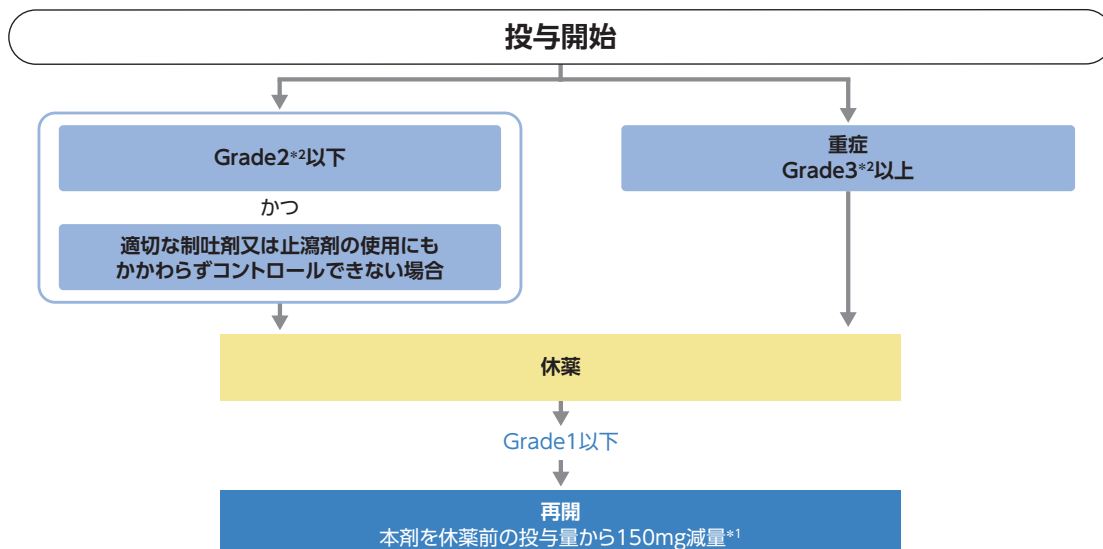 投与開始
Grade2*2以下
かつ
適切な制吐剤又は止瀉剤の使用にも
かかわらずコントロールできない場合
重症
Grade3*2以上
休薬
Grade1以下
再開
本剤を休薬前の投与量から150mg減量*1